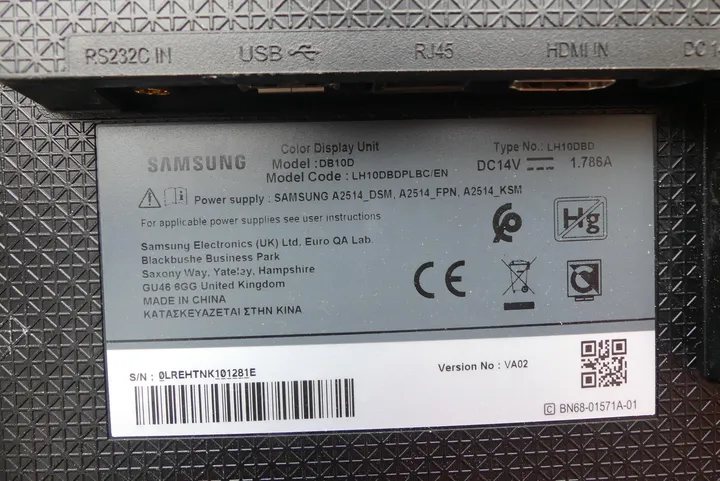 RS232C IN
USB
RJ45
HDMI IN
DC 1
SAMSUNG
Color Display Unit
Model : DB10D
Model Code : LH10DBDPLBC/EN
Type No.: LH10DBD
DC14V 1.786A
Power supply : SAMSUNG A2514_DSM, A2514_FPN, A2514_KSM
For applicable power supplies see user instructions
Hg
Samsung Electronics (UK) Ltd. Euro QA Lab.
Blackbushe Business Park
Saxony Way, Yateley, Hampshire
GU46 6GG United Kingdom
MADE IN CHINA
ΚΑΤΑΣΚΕΥΑΖΕΤΑΙ ΣΤΗΝ ΚΙΝΑ
CE
S/N : 0LREHTNK101281E
Version No : VA02
C BN68-01571A-01